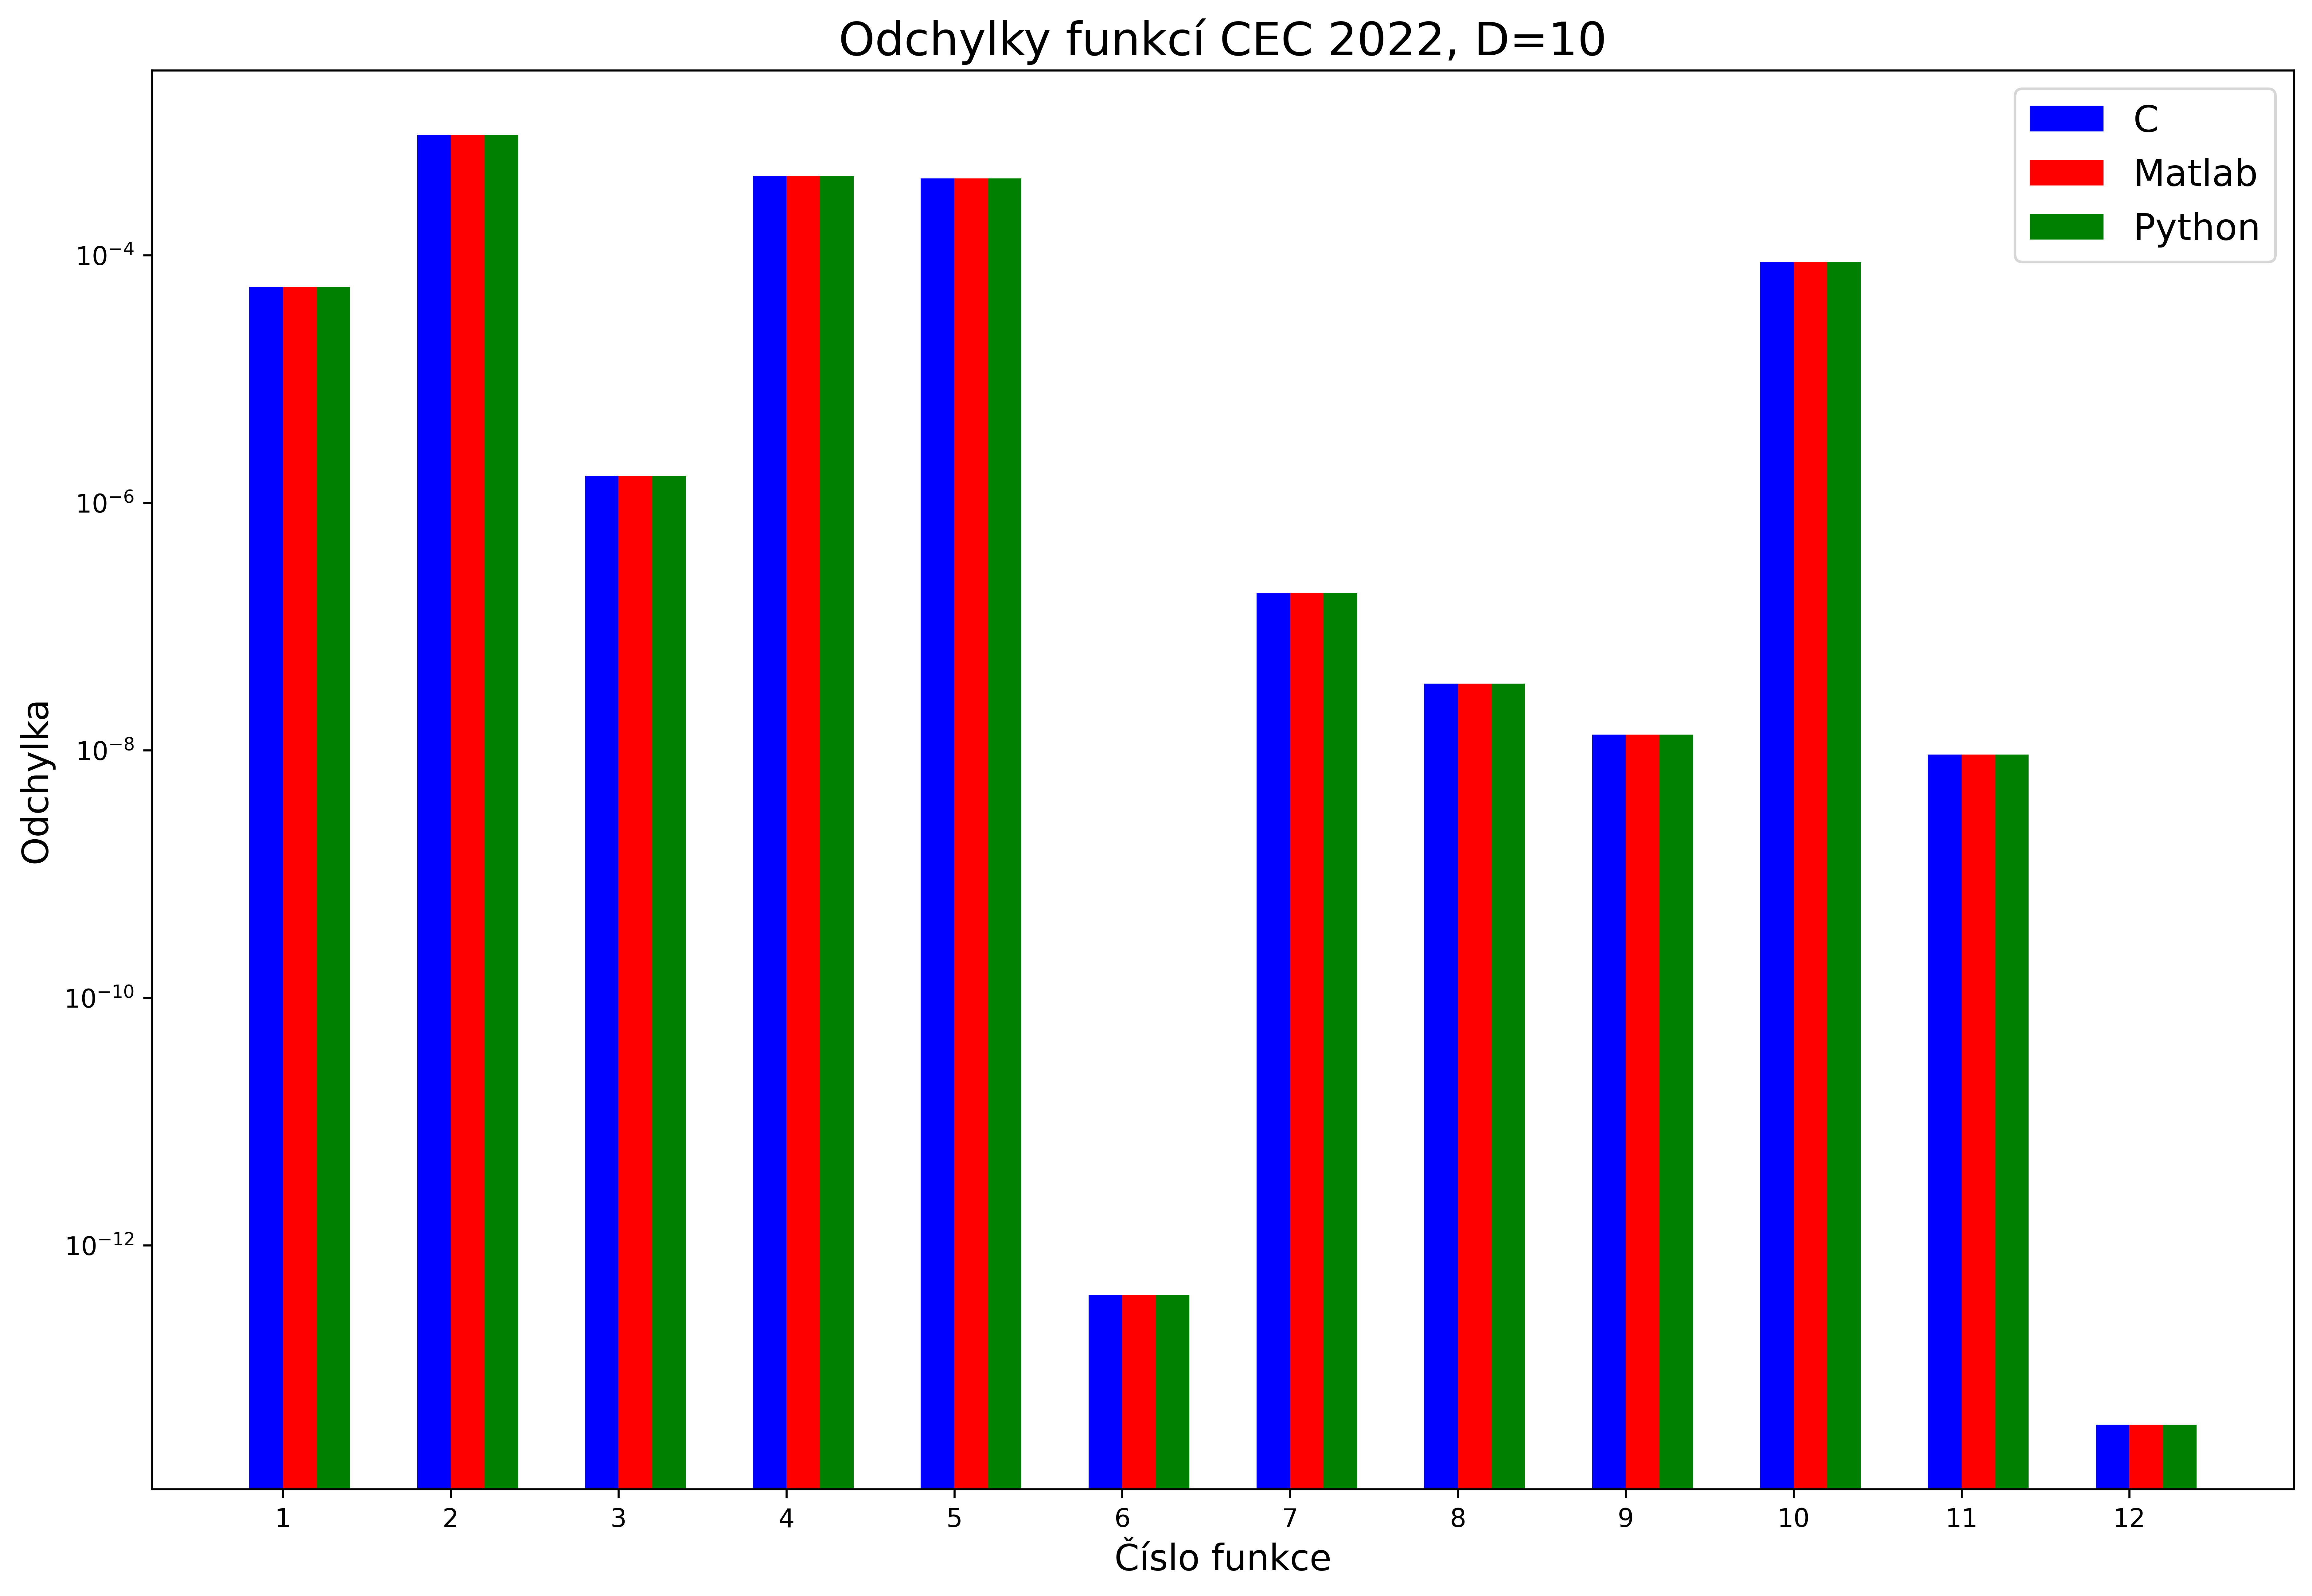 Odchylky funkcí CEC 2022, D=10
C
Matlab
Python
Odchylka
10⁻⁴
10⁻⁶
10⁻⁸
10⁻¹⁰
10⁻¹²
1 2 3 4 5 6 7 8 9 10 11 12
Číslo funkce